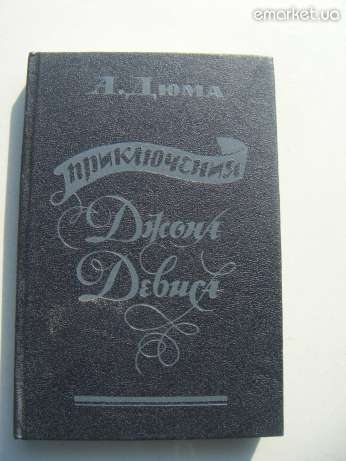 emarket.ua
А. Дюма
Приключения
Джона
Девиса